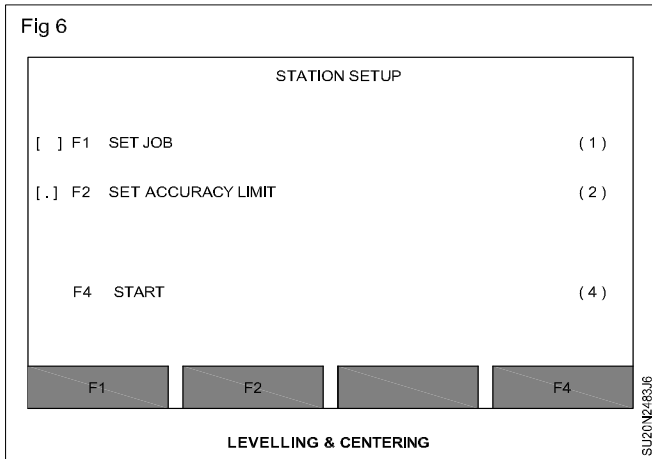 Fig 6
STATION SETUP
[ ] F1 SET JOB (1)
[.] F2 SET ACCURACY LIMIT (2)
F4 START (4)
F1 F2 F4
LEVELLING & CENTERING
SU20N2483J6